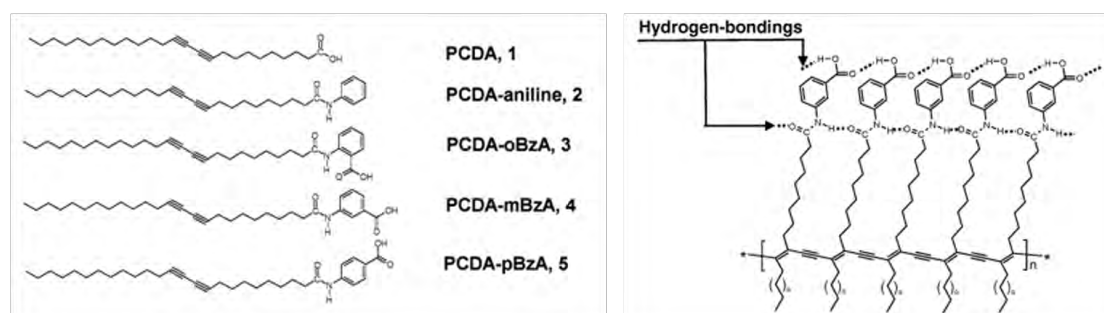 PCDA, 1
PCDA-aniline, 2
PCDA-oBzA, 3
PCDA-mBzA, 4
PCDA-pBzA, 5
Hydrogen-bondings